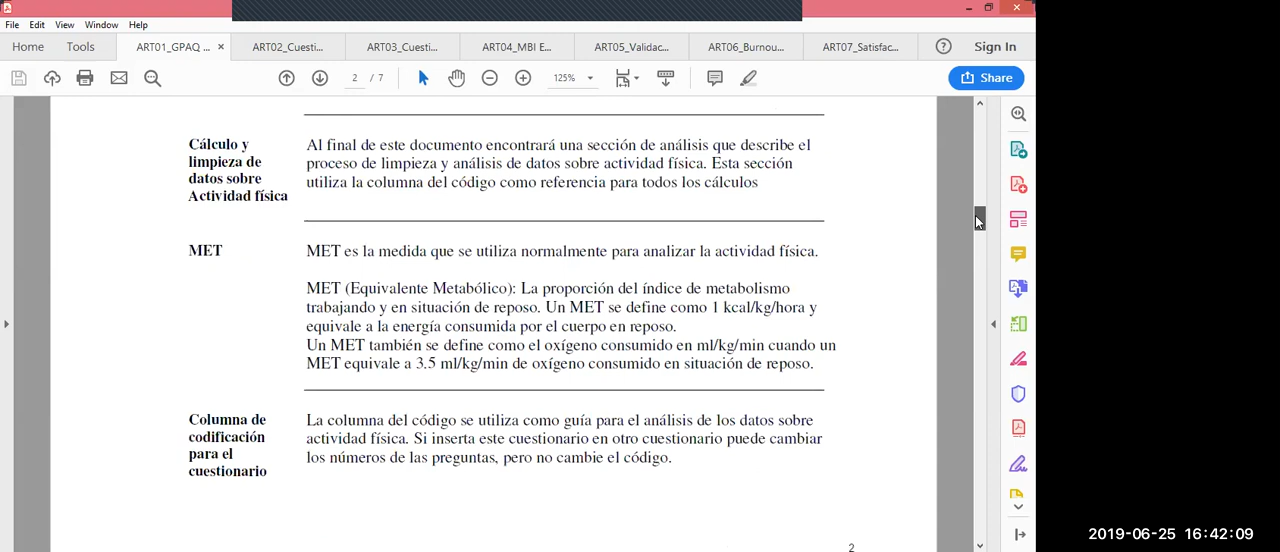 File Edit View Window Help
Home Tools ART01_GPAQ ... × ART02_Cuesti... ART03_Cuesti... ART04_MBI E... ART05_Validac... ART06_Burnou... ART07_Satisfac... Sign In
2 / 7 125% Share
Cálculo y
limpieza de
datos sobre
Actividad física
Al final de este documento encontrará una sección de análisis que describe el
proceso de limpieza y análisis de datos sobre actividad física. Esta sección
utiliza la columna del código como referencia para todos los cálculos
MET
MET es la medida que se utiliza normalmente para analizar la actividad física.
MET (Equivalente Metabólico): La proporción del índice de metabolismo
trabajando y en situación de reposo. Un MET se define como 1 kcal/kg/hora y
equivale a la energía consumida por el cuerpo en reposo.
Un MET también se define como el oxígeno consumido en ml/kg/min cuando un
MET equivale a 3.5 ml/kg/min de oxígeno consumido en situación de reposo.
Columna de
codificación
para el
cuestionario
La columna del código se utiliza como guía para el análisis de los datos sobre
actividad física. Si inserta este cuestionario en otro cuestionario puede cambiar
los números de las preguntas, pero no cambie el código.
2
2019-06-25 16:42:09